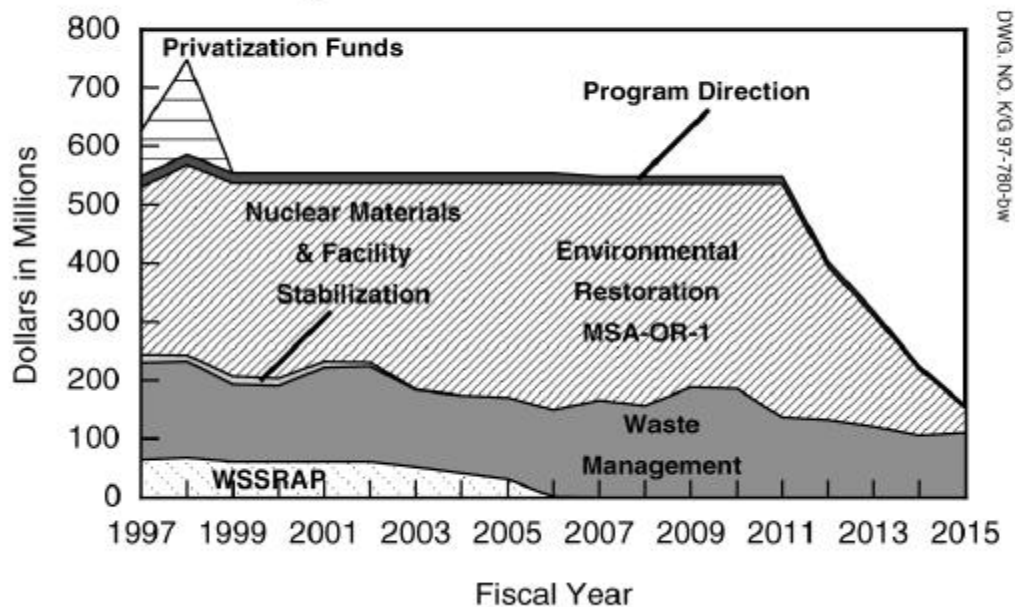 800
Privatization Funds
700
Program Direction
600
500
Nuclear Materials
& Facility
Stabilization
Environmental
Restoration
MSA-OR-1
400
300
200
Waste
Management
100
WSSRAP
0
Dollars in Millions
1997 1999 2001 2003 2005 2007 2009 2011 2013 2015
Fiscal Year
DWG. NO. K/G 97-780-bw